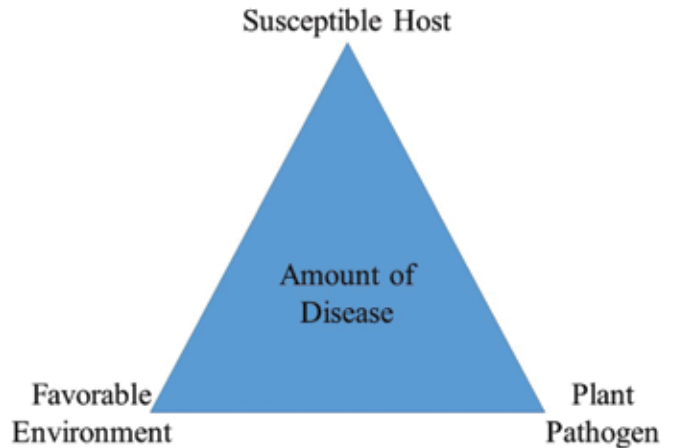 Susceptible Host
Amount of
Disease
Favorable
Environment
Plant
Pathogen